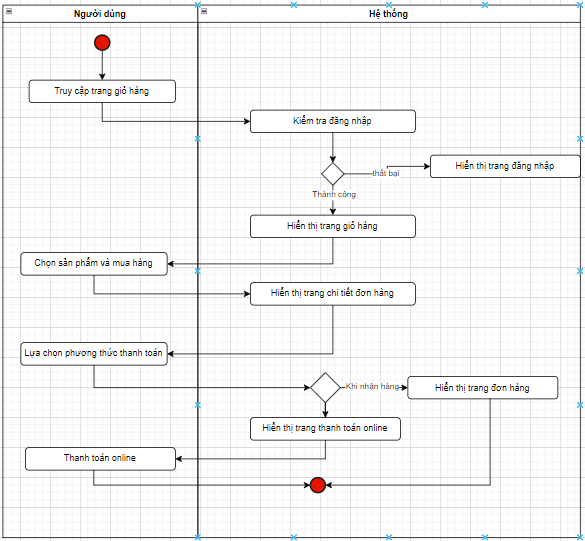 Người dùng
Hệ thống
Truy cập trang giỏ hàng
Kiểm tra đăng nhập
thất bại
Hiển thị trang đăng nhập
Thành công
Hiển thị trang giỏ hàng
Chọn sản phẩm và mua hàng
Hiển thị trang chi tiết đơn hàng
Lựa chọn phương thức thanh toán
Khi nhận hàng
Hiển thị trang đơn hàng
Hiển thị trang thanh toán online
Thanh toán online